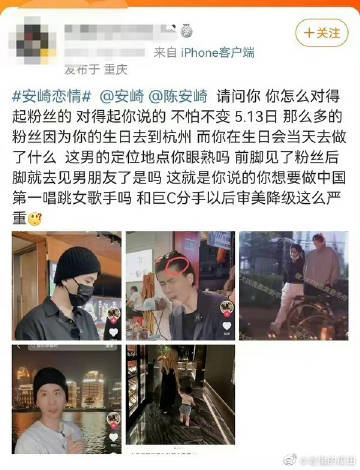 +关注
来自 iPhone客户端
发布于 重庆
#安崎恋情# @安崎 @陈安崎 请问你 你怎么对得
起粉丝的 对得起你说的 不怕不变 5.13日 那么多的
粉丝因为你的生日去到杭州 而你在生日会当天去做
了什么 这男的定位地点你眼熟吗 前脚见了粉丝后
脚就去见男朋友了是吗 这就是你说的你想要做中国
第一唱跳女歌手吗 和巨C分手以后审美降级这么严
重